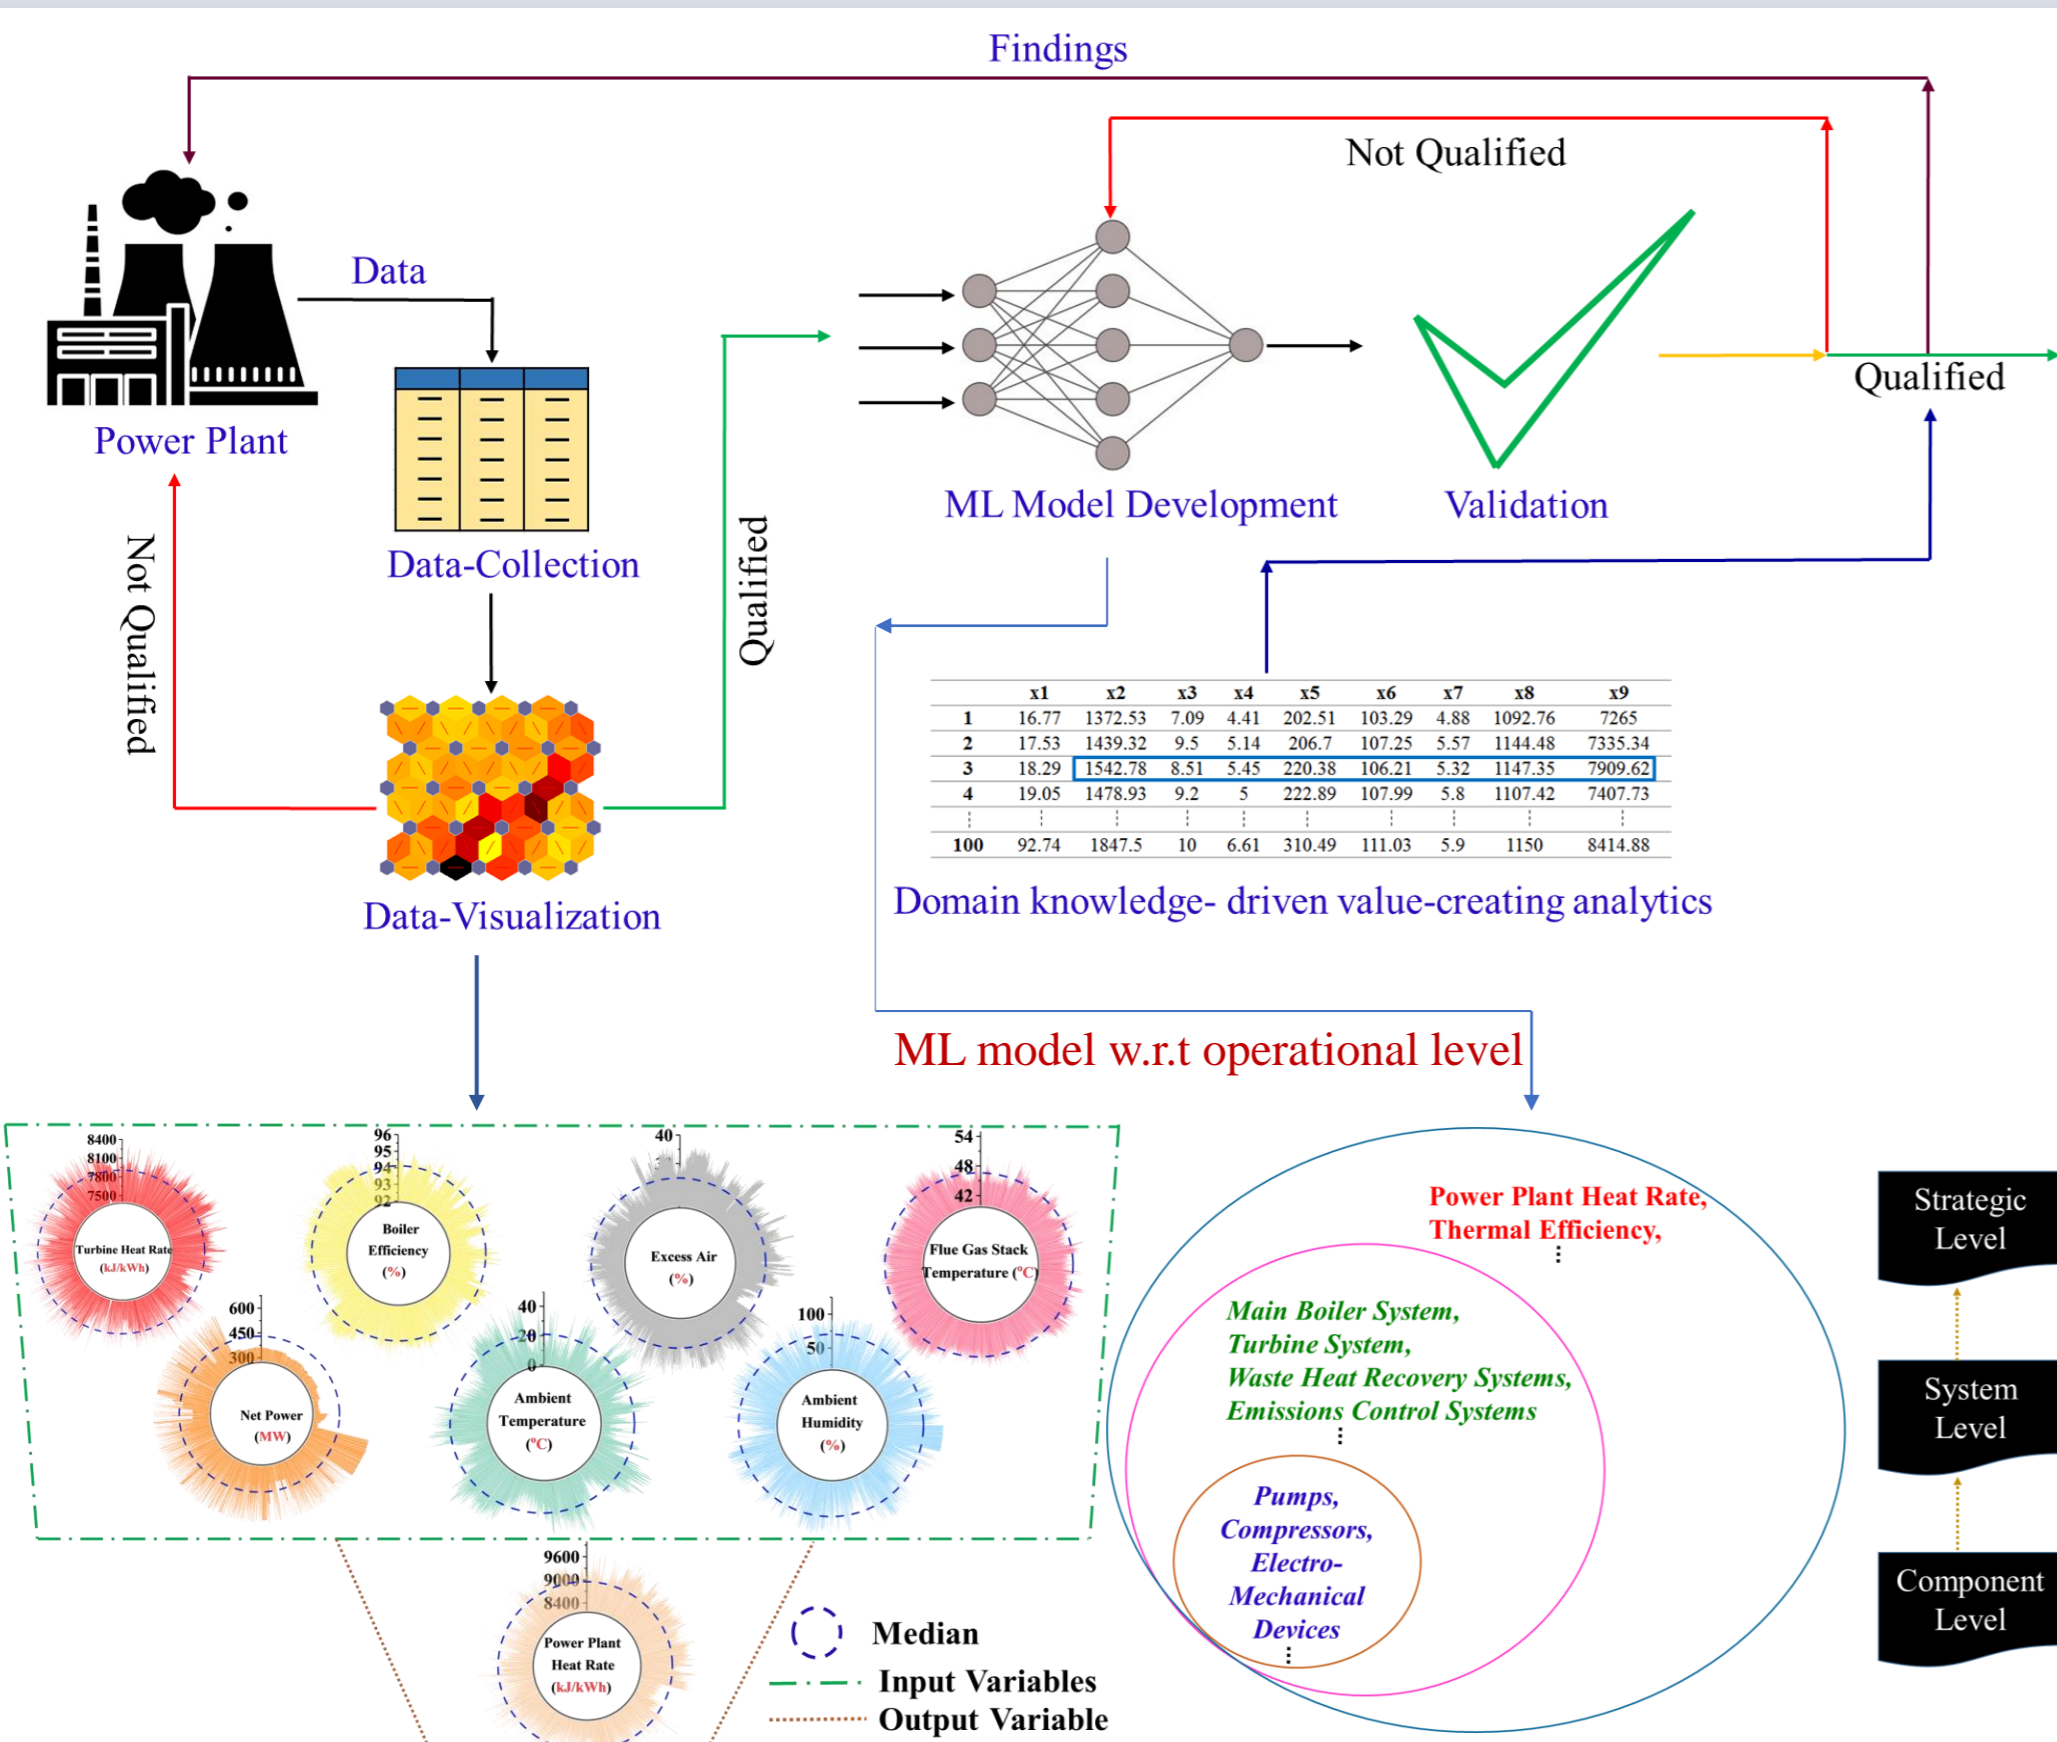 Findings
Not Qualified
Data
Power Plant
Data-Collection
Not Qualified
Qualified
Data-Visualization
ML Model Development
Validation
Qualified
x1 x2 x3 x4 x5 x6 x7 x8 x9
1 16.77 1372.53 7.09 4.41 202.51 103.29 4.88 1092.76 7265
2 17.53 1439.32 9.5 5.14 206.7 107.25 5.57 1144.48 7335.34
3 18.29 1542.78 8.51 5.45 220.38 106.21 5.32 1147.35 7909.62
4 19.05 1478.93 9.2 5 222.89 107.99 5.8 1107.42 7407.73
100 92.74 1847.5 10 6.61 310.49 111.03 5.9 1150 8414.88
Domain knowledge- driven value-creating analytics
ML model w.r.t operational level
8400
8100
7800
7500
Turbine Heat Rate
(kJ/kWh)
96
95
94
93
92
Boiler
Efficiency
(%)
40
Excess Air
(%)
54
48
42
Flue Gas Stack
Temperature (°C)
600
450
300
Net Power
(MW)
40
20
0
Ambient
Temperature
(°C)
100
50
Ambient
Humidity
(%)
9600
9000
8400
Power Plant
Heat Rate
(kJ/kWh)
Median
Input Variables
Output Variable
Power Plant Heat Rate,
Thermal Efficiency,
Main Boiler System,
Turbine System,
Waste Heat Recovery Systems,
Emissions Control Systems
Pumps,
Compressors,
Electro-
Mechanical
Devices
Strategic
Level
System
Level
Component
Level